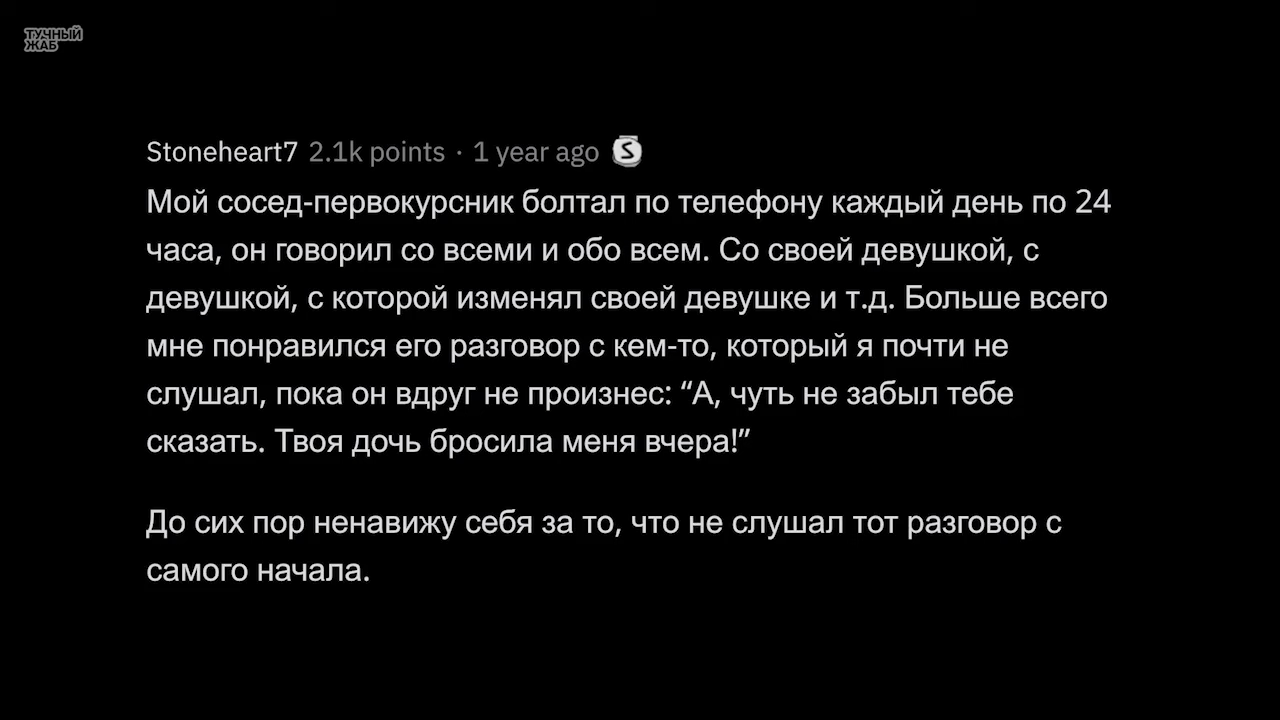 ТУЧНЫЙ
ЖАБ
Stoneheart7 2.1k points · 1 year ago S
Мой сосед-первокурсник болтал по телефону каждый день по 24
часа, он говорил со всеми и обо всем. Со своей девушкой, с
девушкой, с которой изменял своей девушке и т.д. Больше всего
мне понравился его разговор с кем-то, который я почти не
слушал, пока он вдруг не произнес: “А, чуть не забыл тебе
сказать. Твоя дочь бросила меня вчера!”
До сих пор ненавижу себя за то, что не слушал тот разговор с
самого начала.